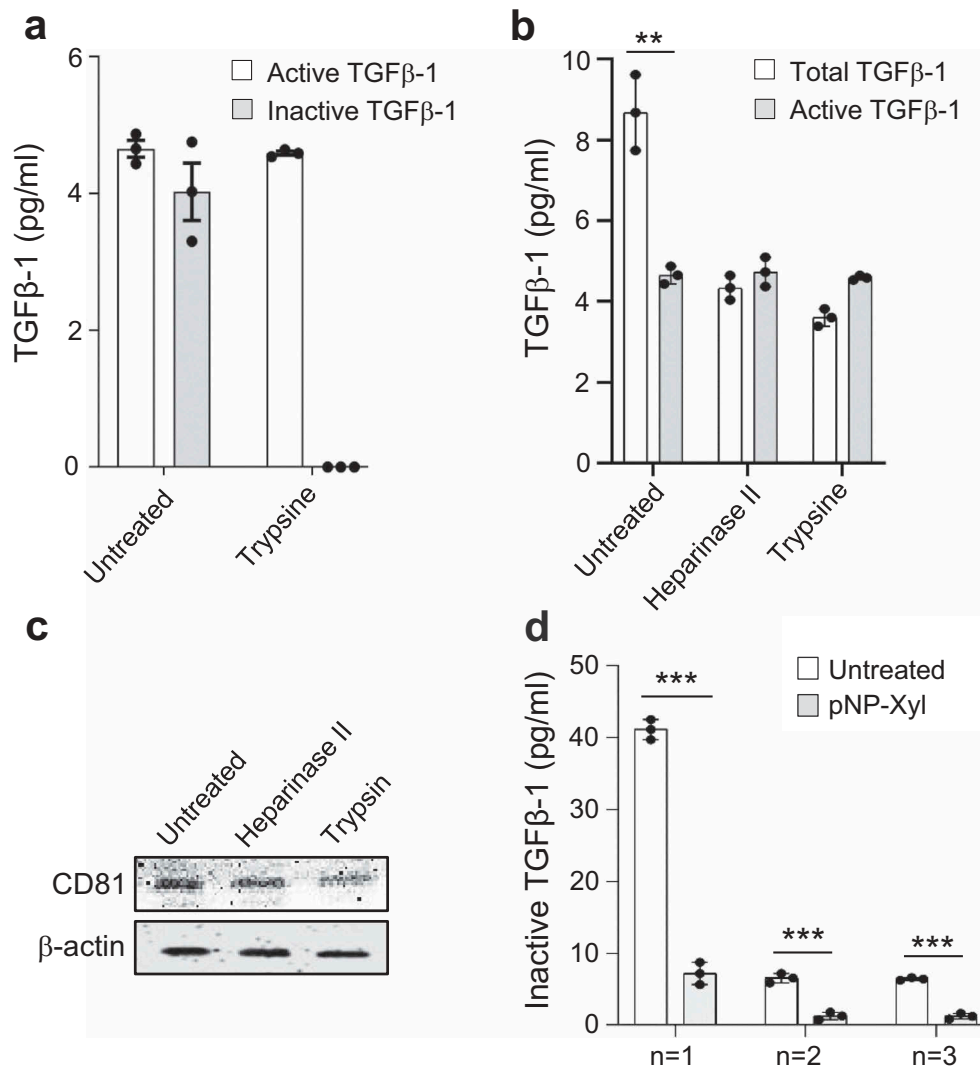 a
TGFβ-1 (pg/ml)
6
4
2
0
Active TGFβ-1
Inactive TGFβ-1
Untreated
Trypsine
b
**
TGFβ-1 (pg/ml)
10
8
6
4
2
0
Total TGFβ-1
Active TGFβ-1
Untreated
Heparinase II
Trypsine
c
Untreated
Heparinase II
Trypsin
CD81
β-actin
d
Inactive TGFβ-1 (pg/ml)
50
40
30
20
10
0
Untreated
pNP-Xyl
***
***
***
n=1
n=2
n=3